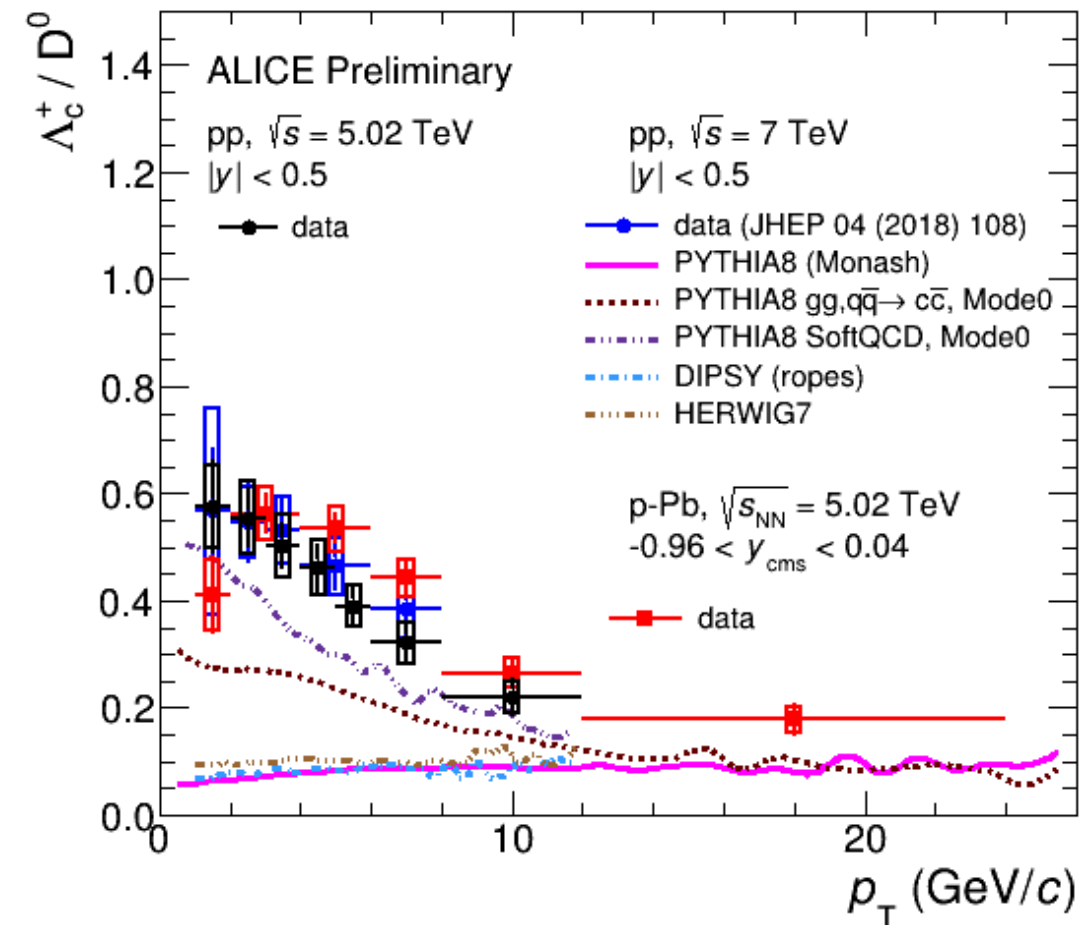 Λc+ / D0
ALICE Preliminary
pp, √s = 5.02 TeV
|y| < 0.5
data
pp, √s = 7 TeV
|y| < 0.5
data (JHEP 04 (2018) 108)
PYTHIA8 (Monash)
PYTHIA8 gg,qq̅→ cc̅, Mode0
PYTHIA8 SoftQCD, Mode0
DIPSY (ropes)
HERWIG7
p-Pb, √sNN = 5.02 TeV
-0.96 < ycms < 0.04
data
1.4
1.2
1.0
0.8
0.6
0.4
0.2
0.0
0 10 20
pT (GeV/c)